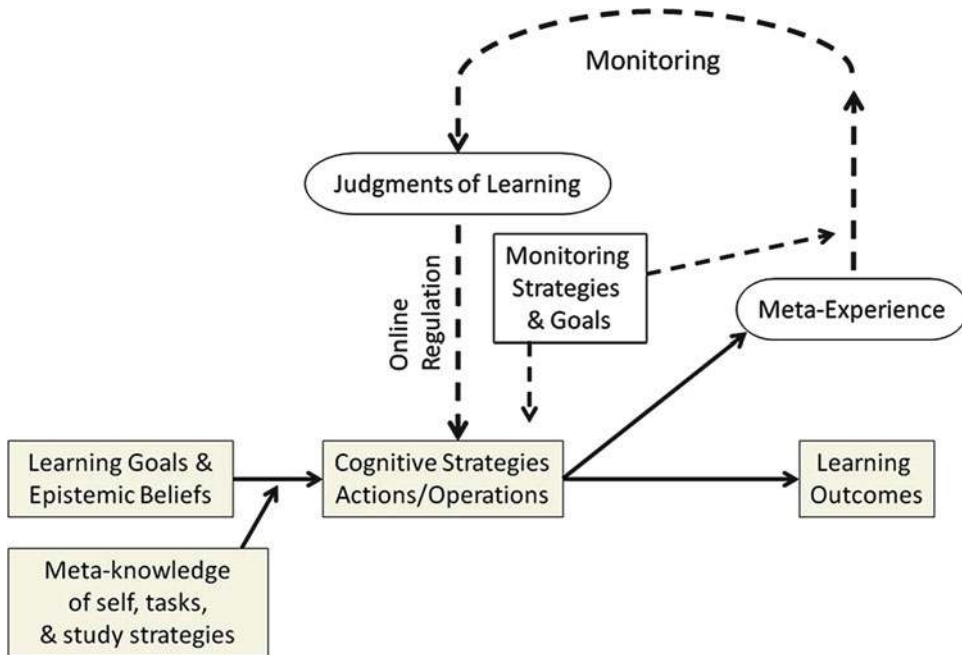 Monitoring
Judgments of Learning
Online
Regulation
Monitoring
Strategies
& Goals
Meta-Experience
Learning Goals &
Epistemic Beliefs
Cognitive Strategies
Actions/Operations
Learning
Outcomes
Meta-knowledge
of self, tasks,
& study strategies